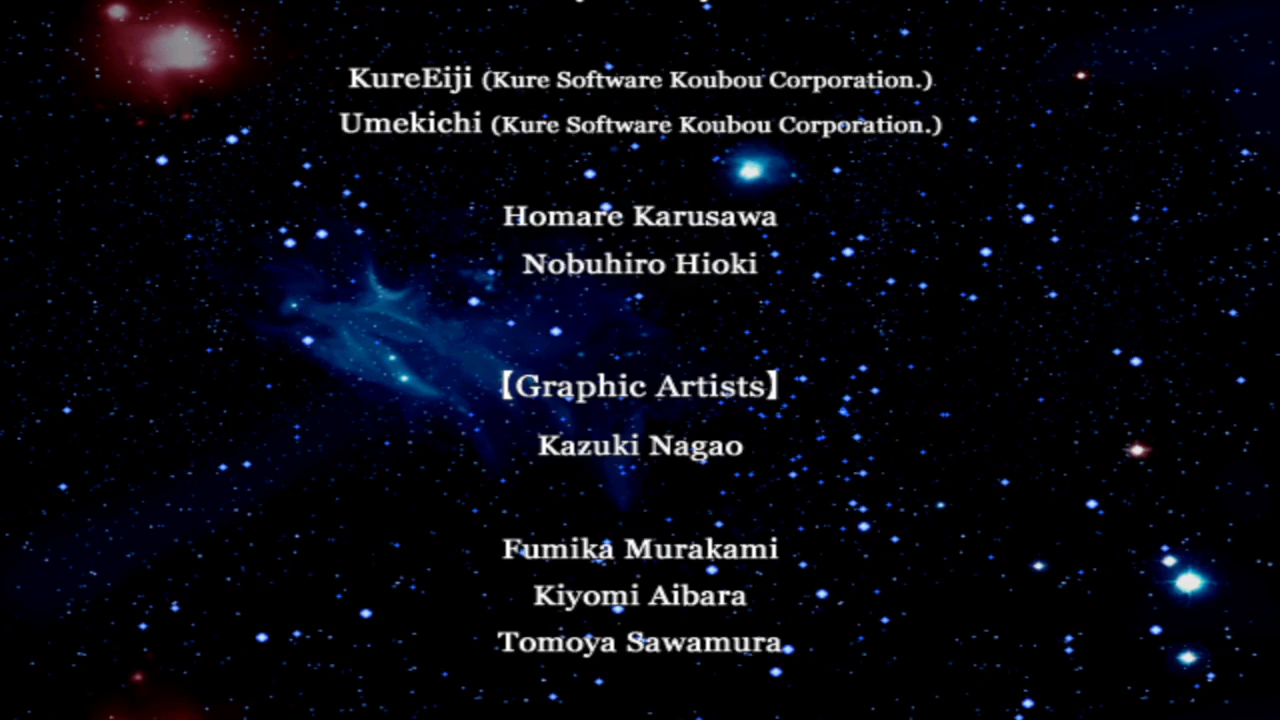 KureEiji (Kure Software Koubou Corporation.)
Umekichi (Kure Software Koubou Corporation.)
Homare Karusawa
Nobuhiro Hioki
【Graphic Artists】
Kazuki Nagao
Fumika Murakami
Kiyomi Aibara
Tomoya Sawamura